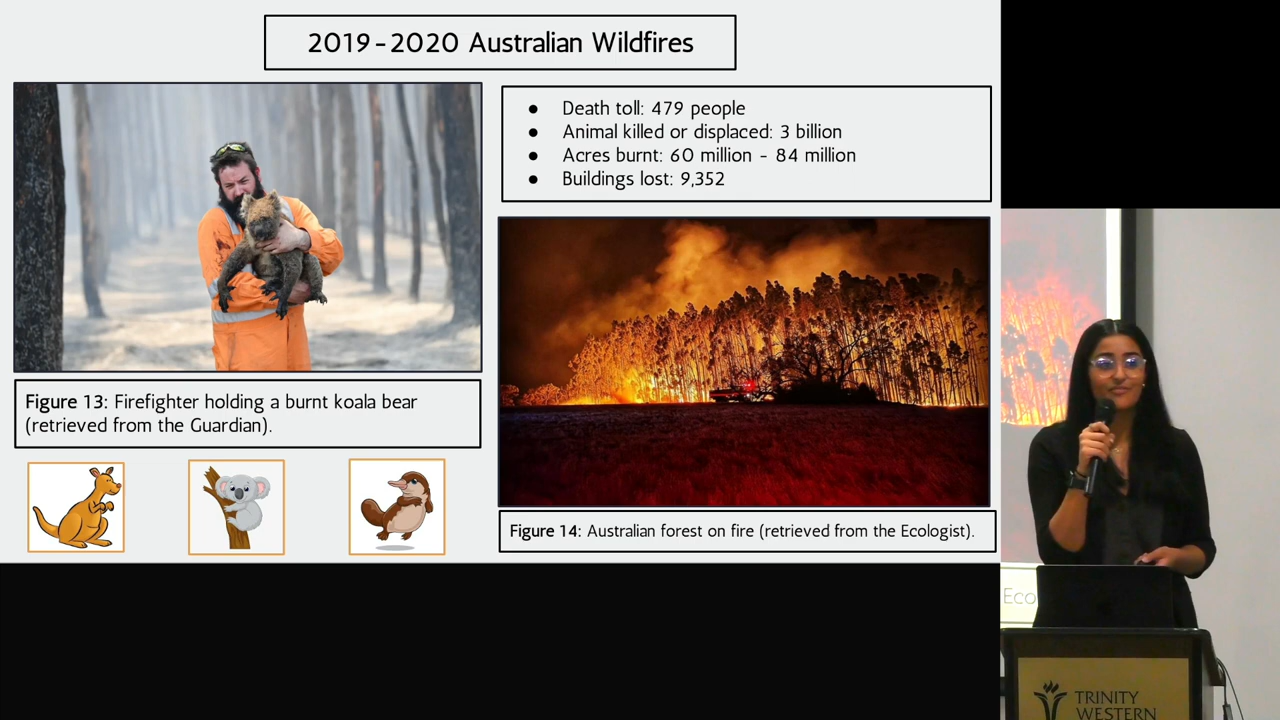 2019-2020 Australian Wildfires
● Death toll: 479 people
● Animal killed or displaced: 3 billion
● Acres burnt: 60 million - 84 million
● Buildings lost: 9,352
Figure 13: Firefighter holding a burnt koala bear
(retrieved from the Guardian).
Figure 14: Australian forest on fire (retrieved from the Ecologist).
Eco
TRINITY
WESTERN